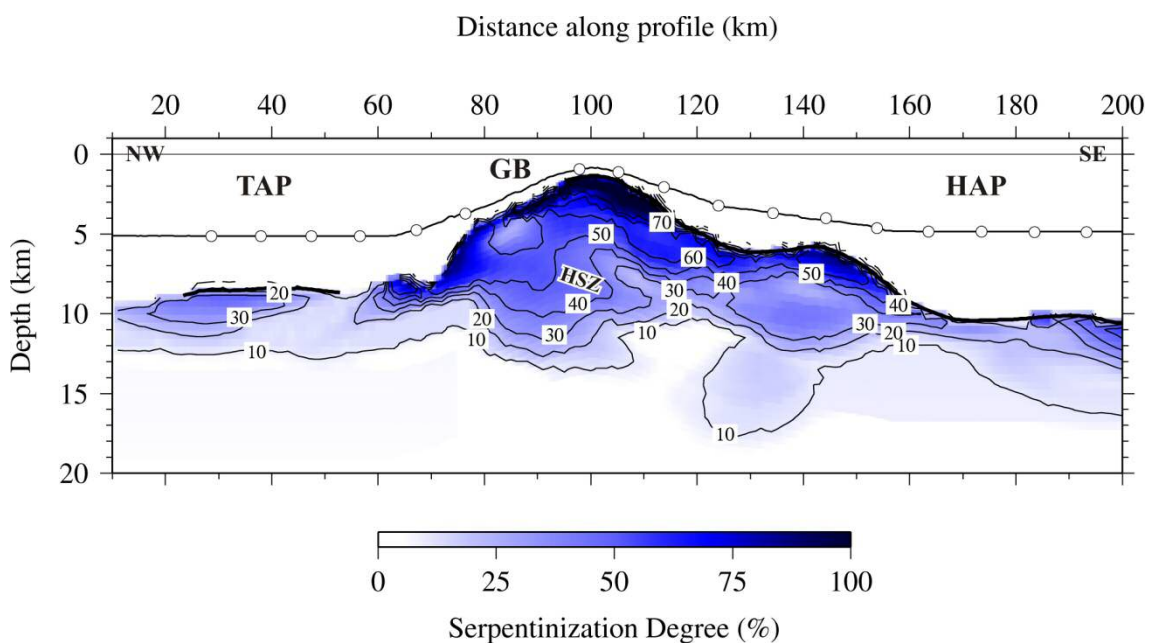 Distance along profile (km)
20 40 60 80 100 120 140 160 180 200
0 NW GB SE
TAP HAP
5 50 70
60
HSZ 30 40 50
20 40 20 40
10 30 20 10 30 20
10 30 10
15
10
20
Depth (km)
0 25 50 75 100
Serpentinization Degree (%)